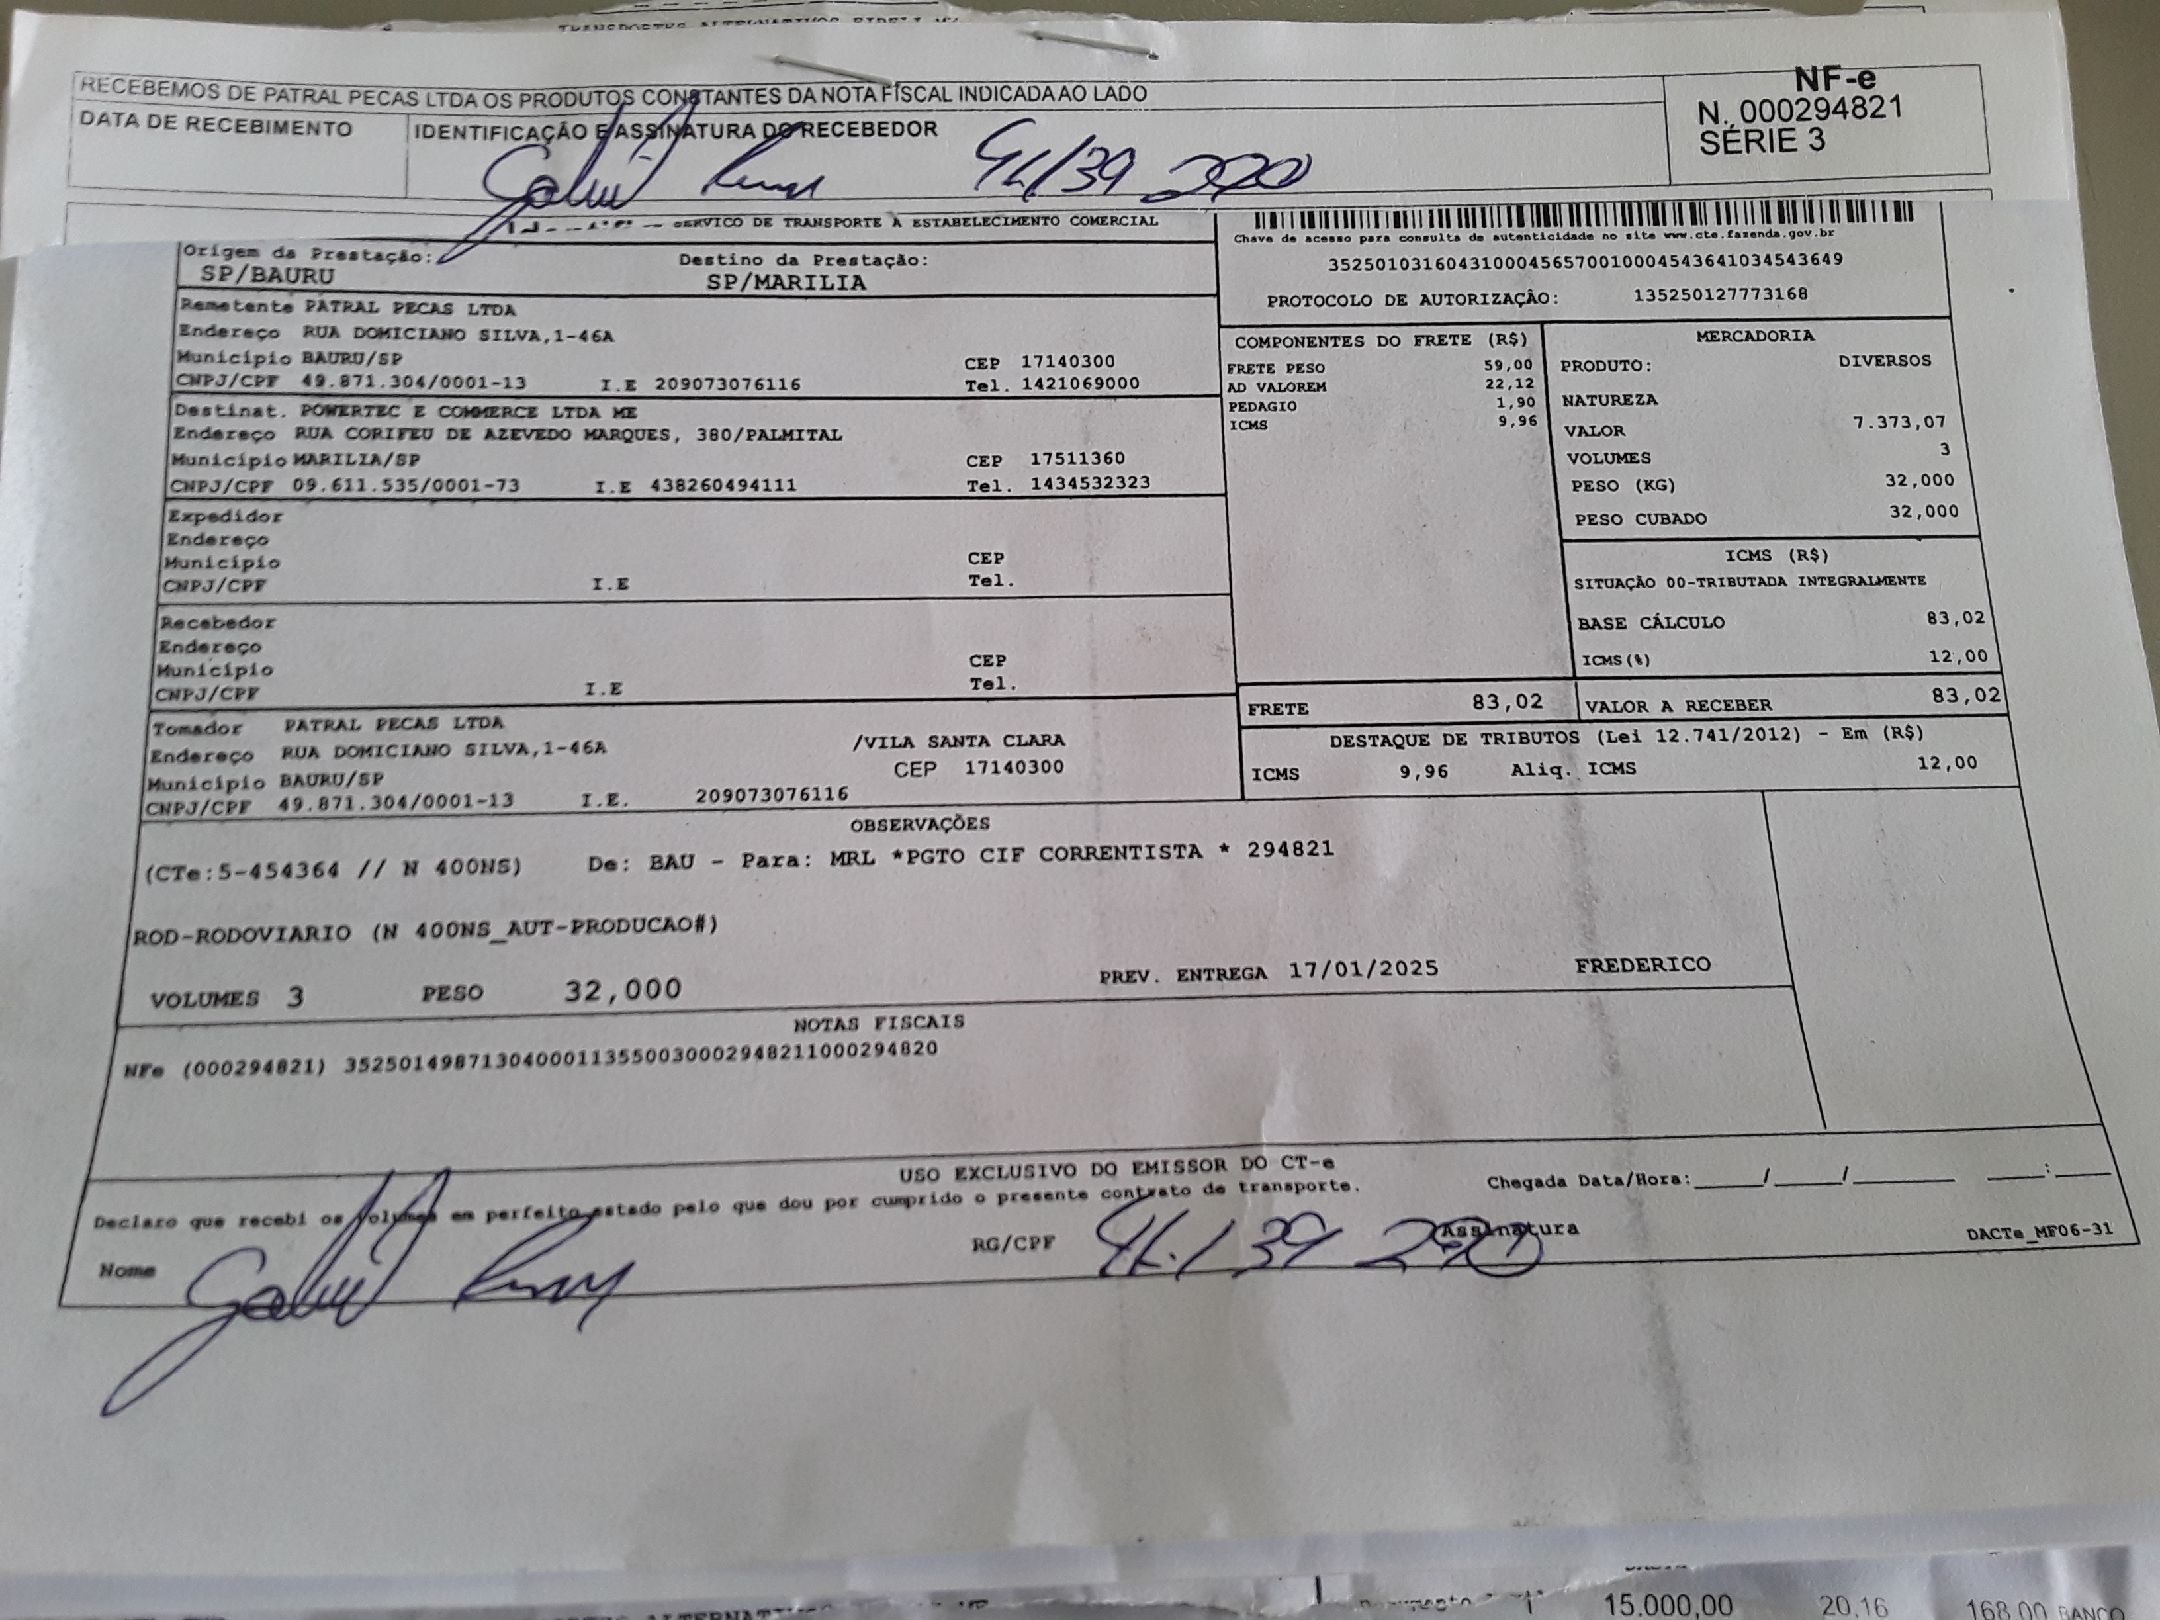 RECEBEMOS DE PATRAL PECAS LTDA OS PRODUTOS CONSTANTES DA NOTA FISCAL INDICADA AO LADO
DATA DE RECEBIMENTO
IDENTIFICAÇÃO E ASSINATURA DO RECEBEDOR
NF-e
N. 000294821
SÉRIE 3
SERVICO DE TRANSPORTE A ESTABELECIMENTO COMERCIAL
Origem da Prestação:
SP/BAURU
Destino da Prestação:
SP/MARILIA
Chave de acesso para consulta de autenticidade no site www.cte.fazenda.gov.br
35250103160431000456570010004543641034543649
PROTOCOLO DE AUTORIZAÇÃO: 135250127773168
Remetente PATRAL PECAS LTDA
Endereço RUA DOMICIANO SILVA,1-46A
Município BAURU/SP CEP 17140300
CNPJ/CPF 49.871.304/0001-13 I.E 209073076116 Tel. 1421069000
Destinat. POWERTEC E COMMERCE LTDA ME
Endereço RUA CORIFEU DE AZEVEDO MARQUES, 380/PALMITAL
Município MARILIA/SP CEP 17511360
CNPJ/CPF 09.611.535/0001-73 I.E 438260494111 Tel. 1434532323
Expedidor
Endereço
Município CEP
CNPJ/CPF I.E Tel.
Recebedor
Endereço
Município CEP
CNPJ/CPF I.E Tel.
Tomador PATRAL PECAS LTDA
Endereço RUA DOMICIANO SILVA,1-46A /VILA SANTA CLARA
Município BAURU/SP CEP 17140300
CNPJ/CPF 49.871.304/0001-13 I.E. 209073076116
COMPONENTES DO FRETE (R$)
FRETE PESO 59,00
AD VALOREM 22,12
PEDAGIO 1,90
ICMS 9,96
MERCADORIA
PRODUTO: DIVERSOS
NATUREZA
VALOR 7.373,07
VOLUMES 3
PESO (KG) 32,000
PESO CUBADO 32,000
ICMS (R$)
SITUAÇÃO 00-TRIBUTADA INTEGRALMENTE
BASE CÁLCULO 83,02
ICMS(%) 12,00
FRETE 83,02
VALOR A RECEBER 83,02
DESTAQUE DE TRIBUTOS (Lei 12.741/2012) - Em (R$)
ICMS 9,96 Aliq. ICMS 12,00
OBSERVAÇÕES
(CTe:5-454364 // N 400NS) De: BAU - Para: MRL *PGTO CIF CORRENTISTA * 294821
ROD-RODOVIARIO (N 400NS_AUT-PRODUCAO#)
VOLUMES 3 PESO 32,000 PREV. ENTREGA 17/01/2025 FREDERICO
NOTAS FISCAIS
NFe (000294821) 35250149871304000113550030002948211000294820
USO EXCLUSIVO DO EMISSOR DO CT-e
Declaro que recebi os volumes em perfeito estado pelo que dou por cumprido o presente contrato de transporte.
Chegada Data/Hora:____/____/______ ___:___
Nome
RG/CPF
Assinatura
DACTe_MF06-31
15.000,00 20,16 168,00 BANCO